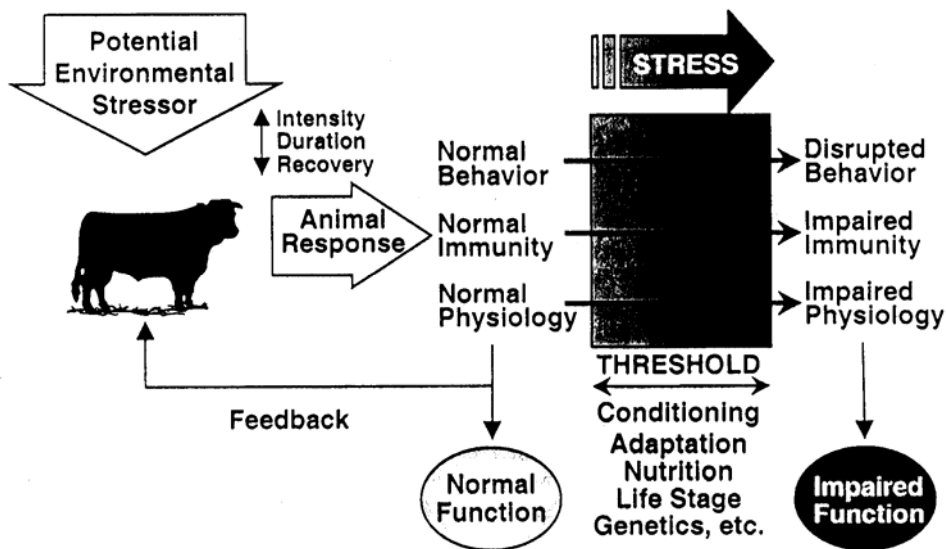 Potential
Environmental
Stressor
Intensity
Duration
Recovery
Animal
Response
Normal
Behavior
Normal
Immunity
Normal
Physiology
STRESS
Disrupted
Behavior
Impaired
Immunity
Impaired
Physiology
THRESHOLD
Conditioning
Adaptation
Nutrition
Life Stage
Genetics, etc.
Feedback
Normal
Function
Impaired
Function